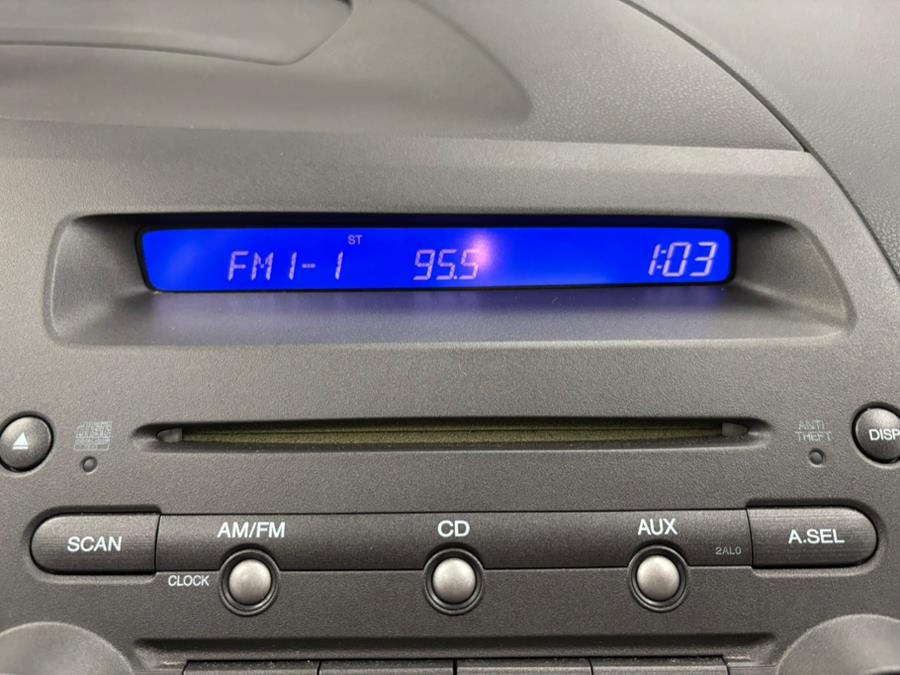 ST
FM1-1 95.5 1:03
ANTI
THEFT
DISP
SCAN AM/FM CD AUX A.SEL
CLOCK 2AL0